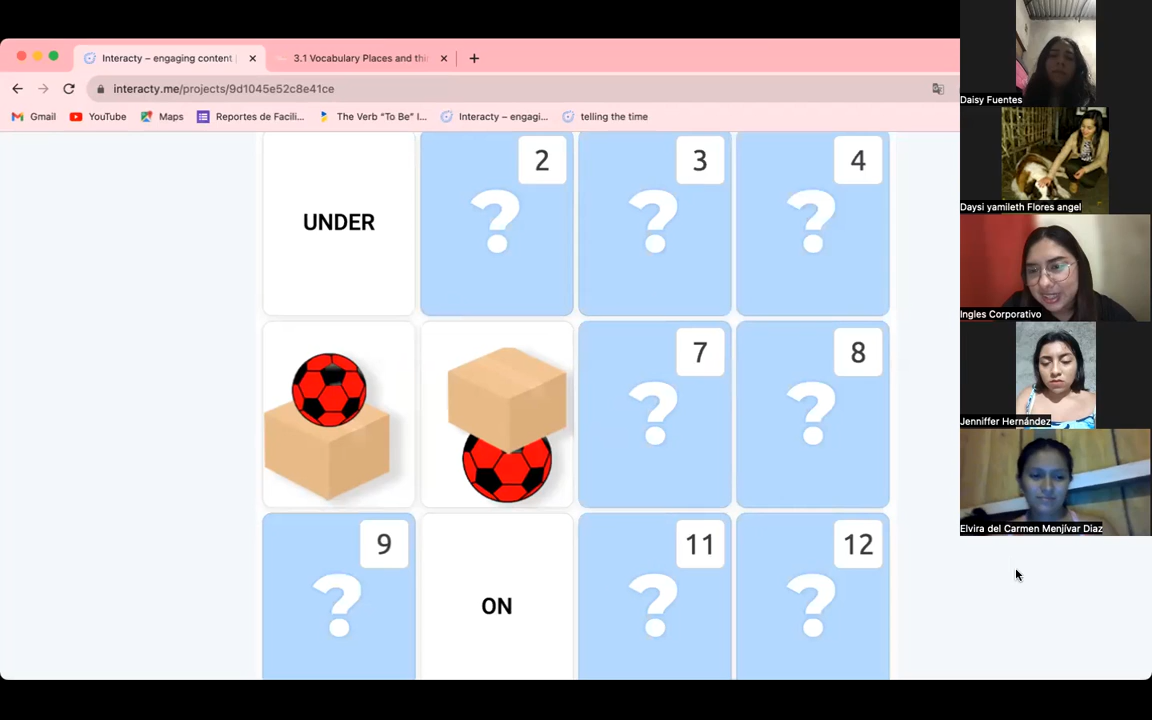 Interacty – engaging content
3.1 Vocabulary Places and thi
interacty.me/projects/9d1045e52c8e41ce
Gmail
YouTube
Maps
Reportes de Facili...
The Verb "To Be" I...
Interacty – engagi...
telling the time
UNDER
2
3
4
7
8
9
ON
11
12
Daisy Fuentes
Daysi yamileth Flores angel
Ingles Corporativo
Jenniffer Hernández
Elvira del Carmen Menjívar Diaz